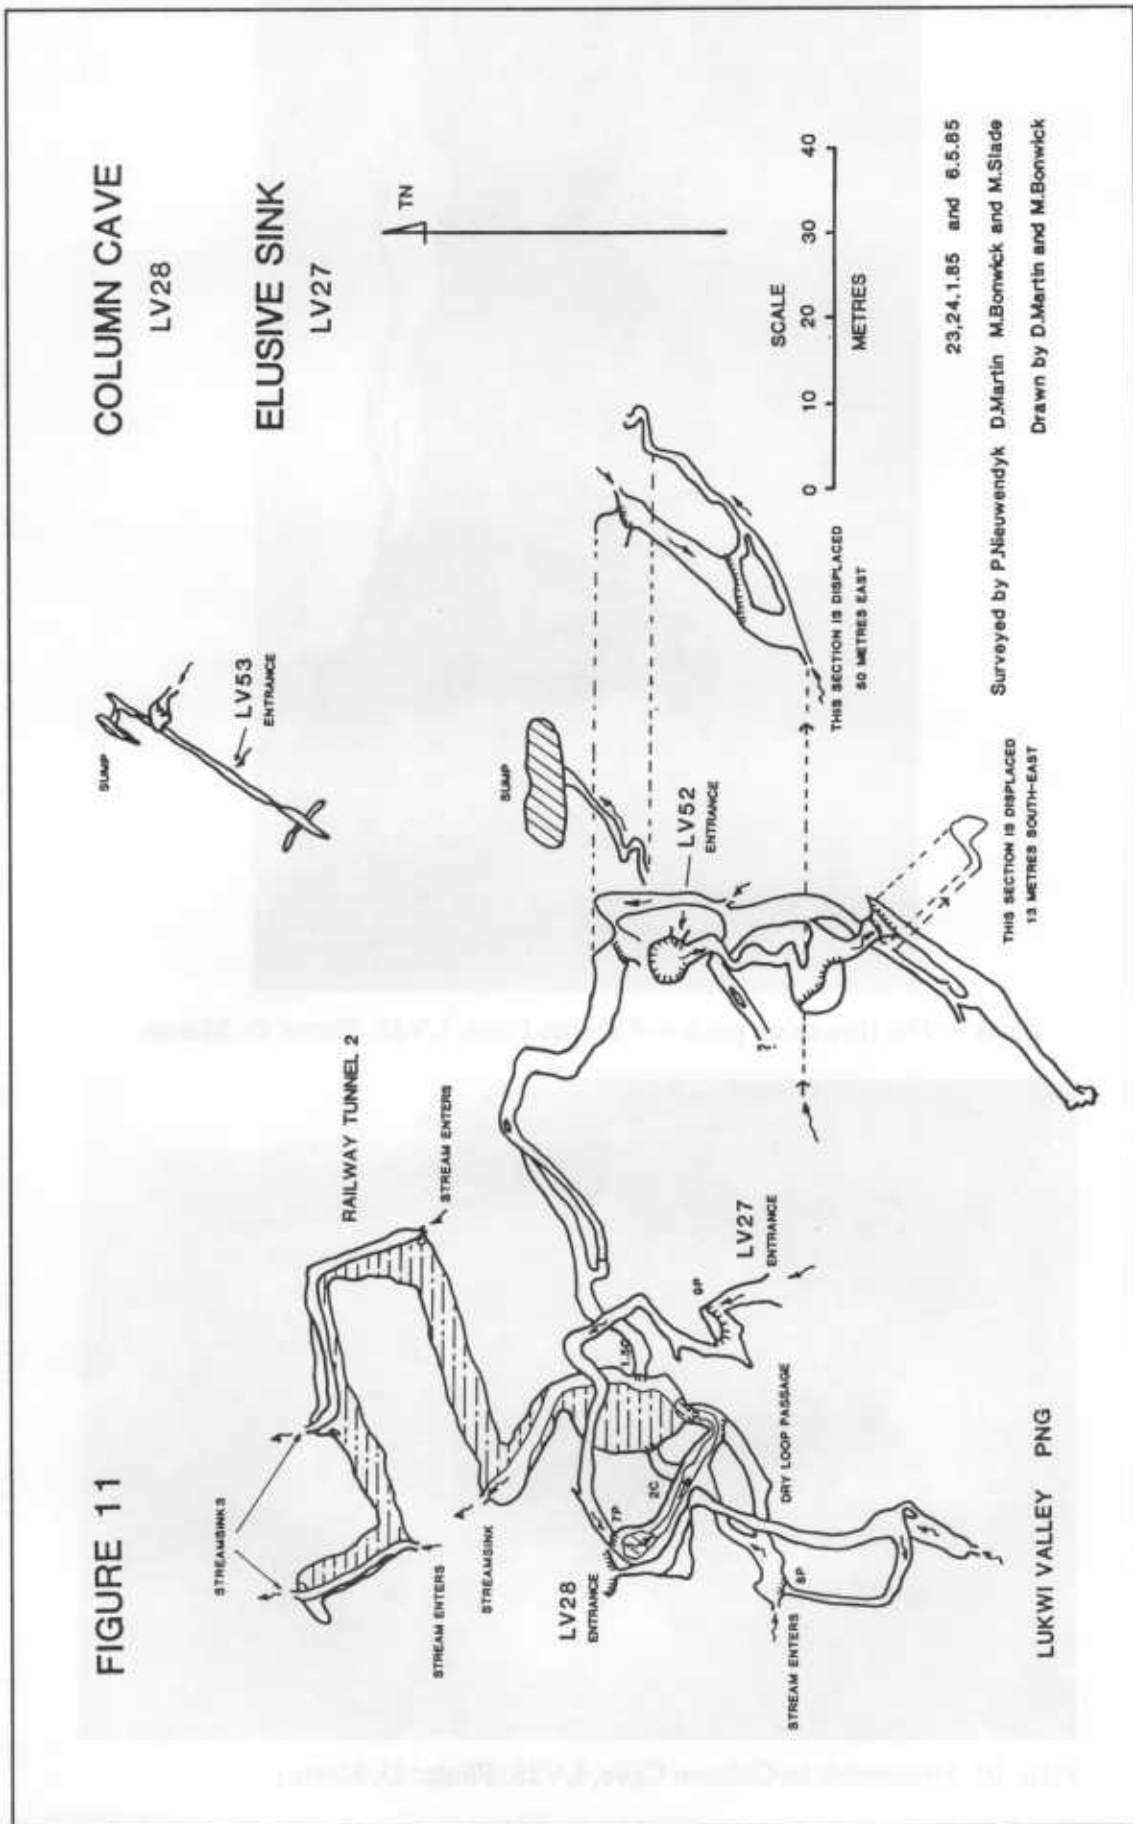 FIGURE 11
COLUMN CAVE
LV28
ELUSIVE SINK
LV27
TN
STREAMSINKS
RAILWAY TUNNEL 2
SUMP
LV53
ENTRANCE
STREAM ENTERS
STREAM ENTERS
STREAMSINK
SUMP
LV28
ENTRANCE
7P
2C
LV27
ENTRANCE
LV52
ENTRANCE
DRY LOOP PASSAGE
STREAM ENTERS
?
THIS SECTION IS DISPLACED
50 METRES EAST
THIS SECTION IS DISPLACED
13 METRES SOUTH-EAST
SCALE
0 10 20 30 40
METRES
23,24.1.85 and 6.5.85
Surveyed by P.Nieuwendyk D.Martin M.Bonwick and M.Slade
Drawn by D.Martin and M.Bonwick
LUKWI VALLEY PNG